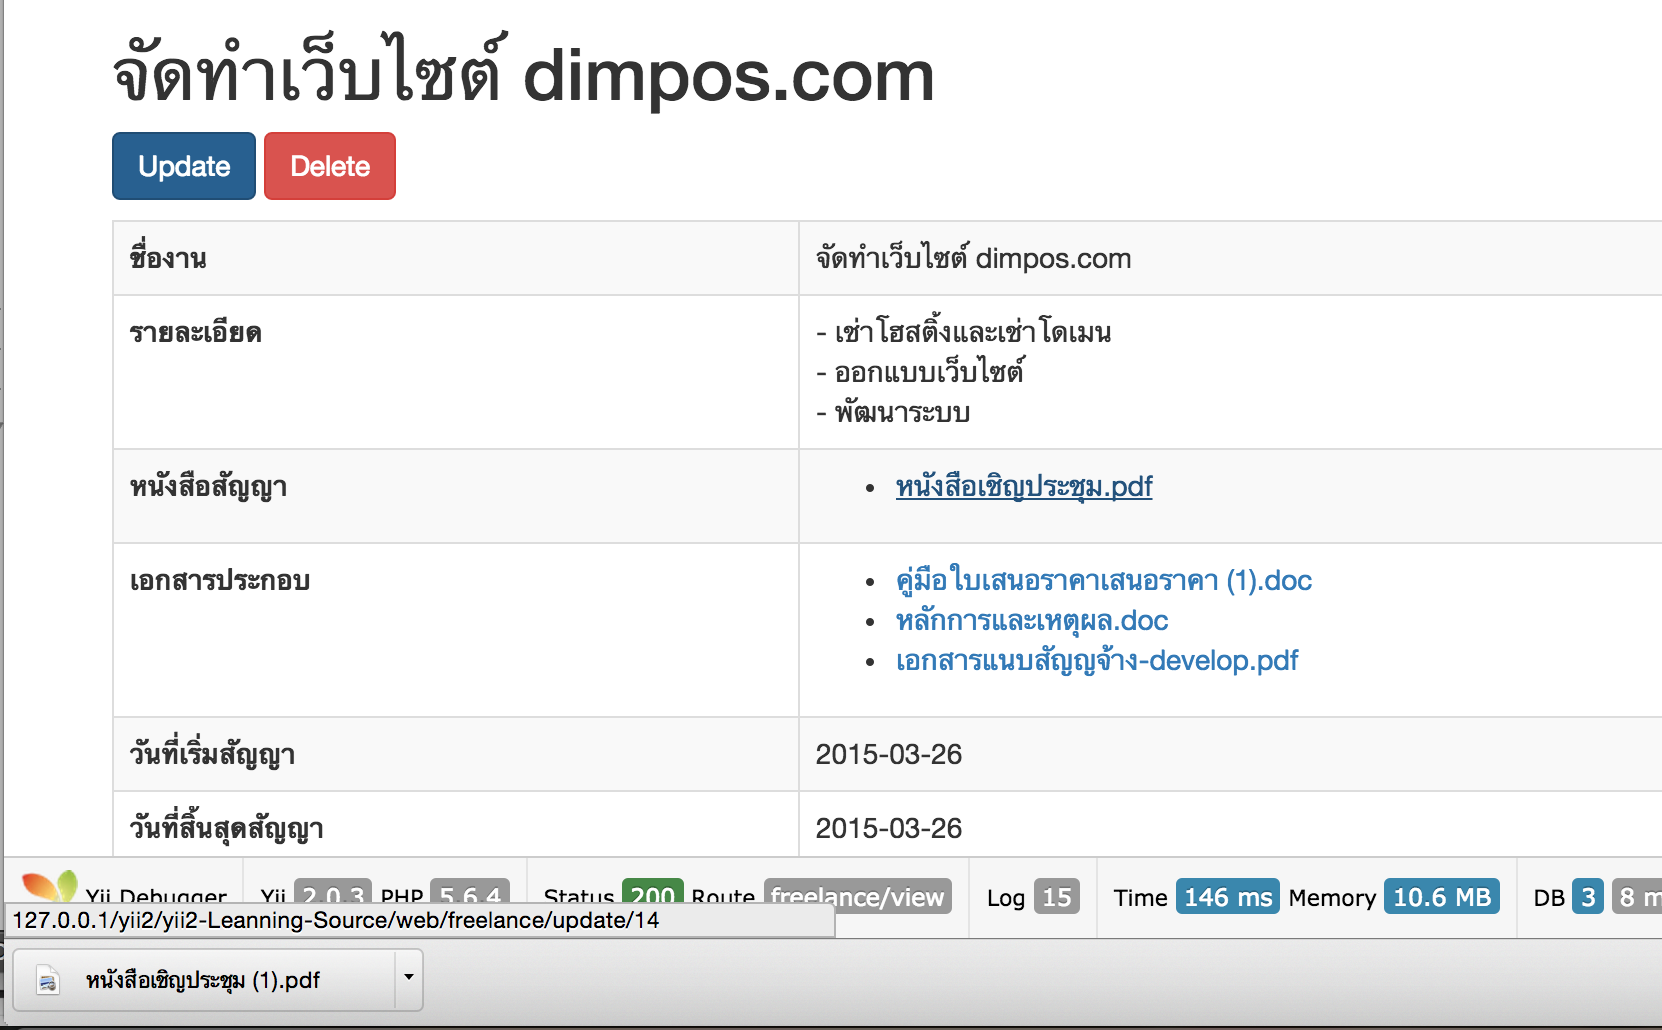 จัดทำเว็บไซต์ dimpos.com
Update Delete
ชื่องาน จัดทำเว็บไซต์ dimpos.com
รายละเอียด - เช่าโฮสติ้งและเช่าโดเมน
- ออกแบบเว็บไซต์
- พัฒนาระบบ
หนังสือสัญญา • หนังสือเชิญประชุม.pdf
เอกสารประกอบ • คู่มือใบเสนอราคาเสนอราคา (1).doc
• หลักการและเหตุผล.doc
• เอกสารแนบสัญญจ้าง-develop.pdf
วันที่เริ่มสัญญา 2015-03-26
วันที่สิ้นสุดสัญญา 2015-03-26
Yii Debugger Yii 2.0.3 PHP 5.6.4 Status 200 Route freelance/view Log 15 Time 146 ms Memory 10.6 MB DB 3 8 m
127.0.0.1/yii2/yii2-Leanning-Source/web/freelance/update/14
หนังสือเชิญประชุม (1).pdf